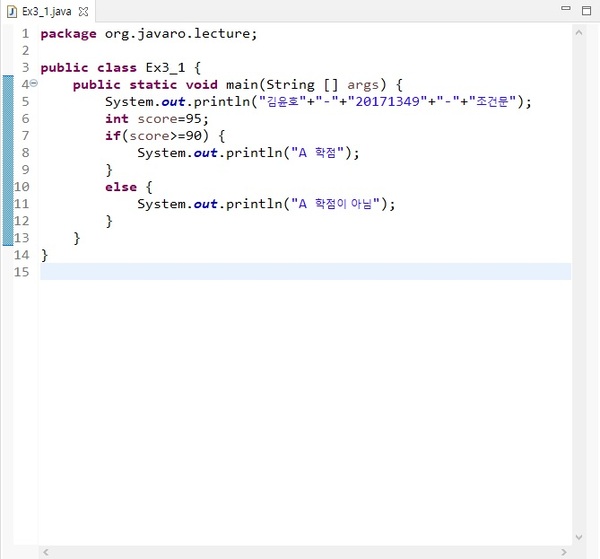 Ex3_1.java
1 package org.javaro.lecture;
2
3 public class Ex3_1 {
4 public static void main(String [] args) {
5 System.out.println("김윤호"+"-"+"20171349"+"-"+"조건문");
6 int score=95;
7 if(score>=90) {
8 System.out.println("A 학점");
9 }
10 else {
11 System.out.println("A 학점이 아님");
12 }
13 }
14 }
15